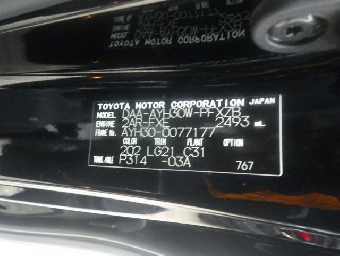 TOYOTA MOTOR CORPORATION JAPAN
MODEL DAA-AYH30W-PFXZB
ENGINE 2AR-FXE 2493 mL
FRAME No. AYH30-0077177
COLOR TRIM PLANT OPTION
202 LG21 C31
TRANS./AXLE P314 -03A 767